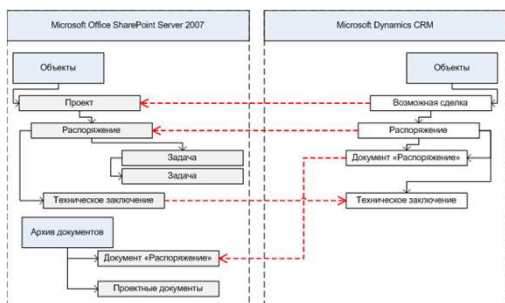 Microsoft Office SharePoint Server 2007
Microsoft Dynamics CRM
Объекты
Объекты
Проект
Возможная сделка
Распоряжение
Распоряжение
Задача
Документ «Распоряжение»
Задача
Техническое заключение
Техническое заключение
Архив документов
Документ «Распоряжение»
Проектные документы